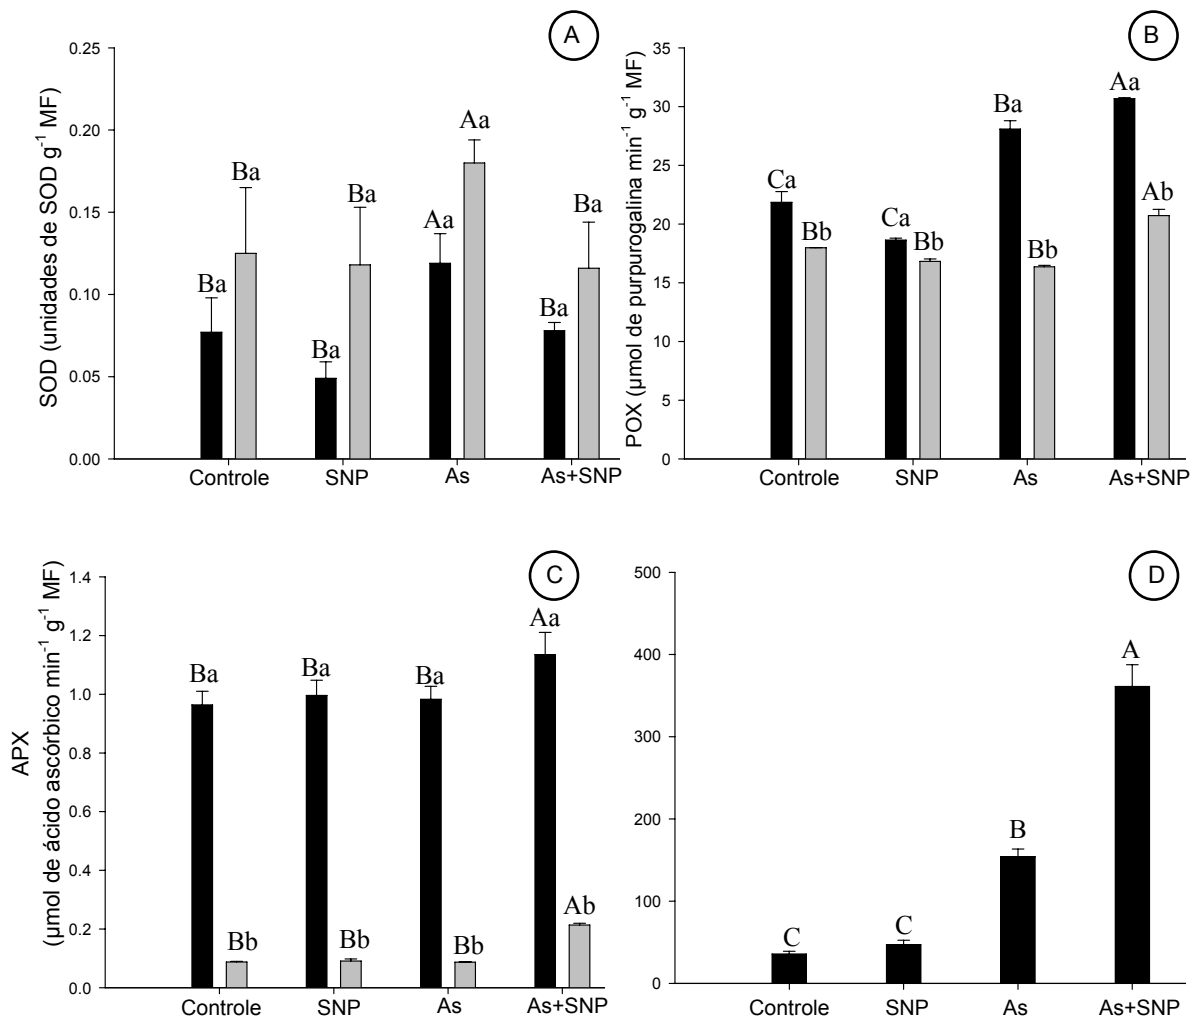 A
0.25
0.20
0.15
0.10
0.05
0.00
SOD (unidades de SOD g⁻¹ MF)
Ba
Ba
Ba
Ba
Aa
Aa
Ba
Ba
Controle SNP As As+SNP
B
35
30
25
20
15
10
5
0
POX (µmol de purpurogalina min⁻¹ g⁻¹ MF)
Ca
Bb
Ca
Bb
Ba
Bb
Aa
Ab
Controle SNP As As+SNP
C
1.4
1.2
1.0
0.8
0.6
0.4
0.2
0.0
APX
(µmol de ácido ascórbico min⁻¹ g⁻¹ MF)
Ba
Bb
Ba
Bb
Ba
Bb
Aa
Ab
Controle SNP As As+SNP
D
500
400
300
200
100
0
C
C
B
A
Controle SNP As As+SNP